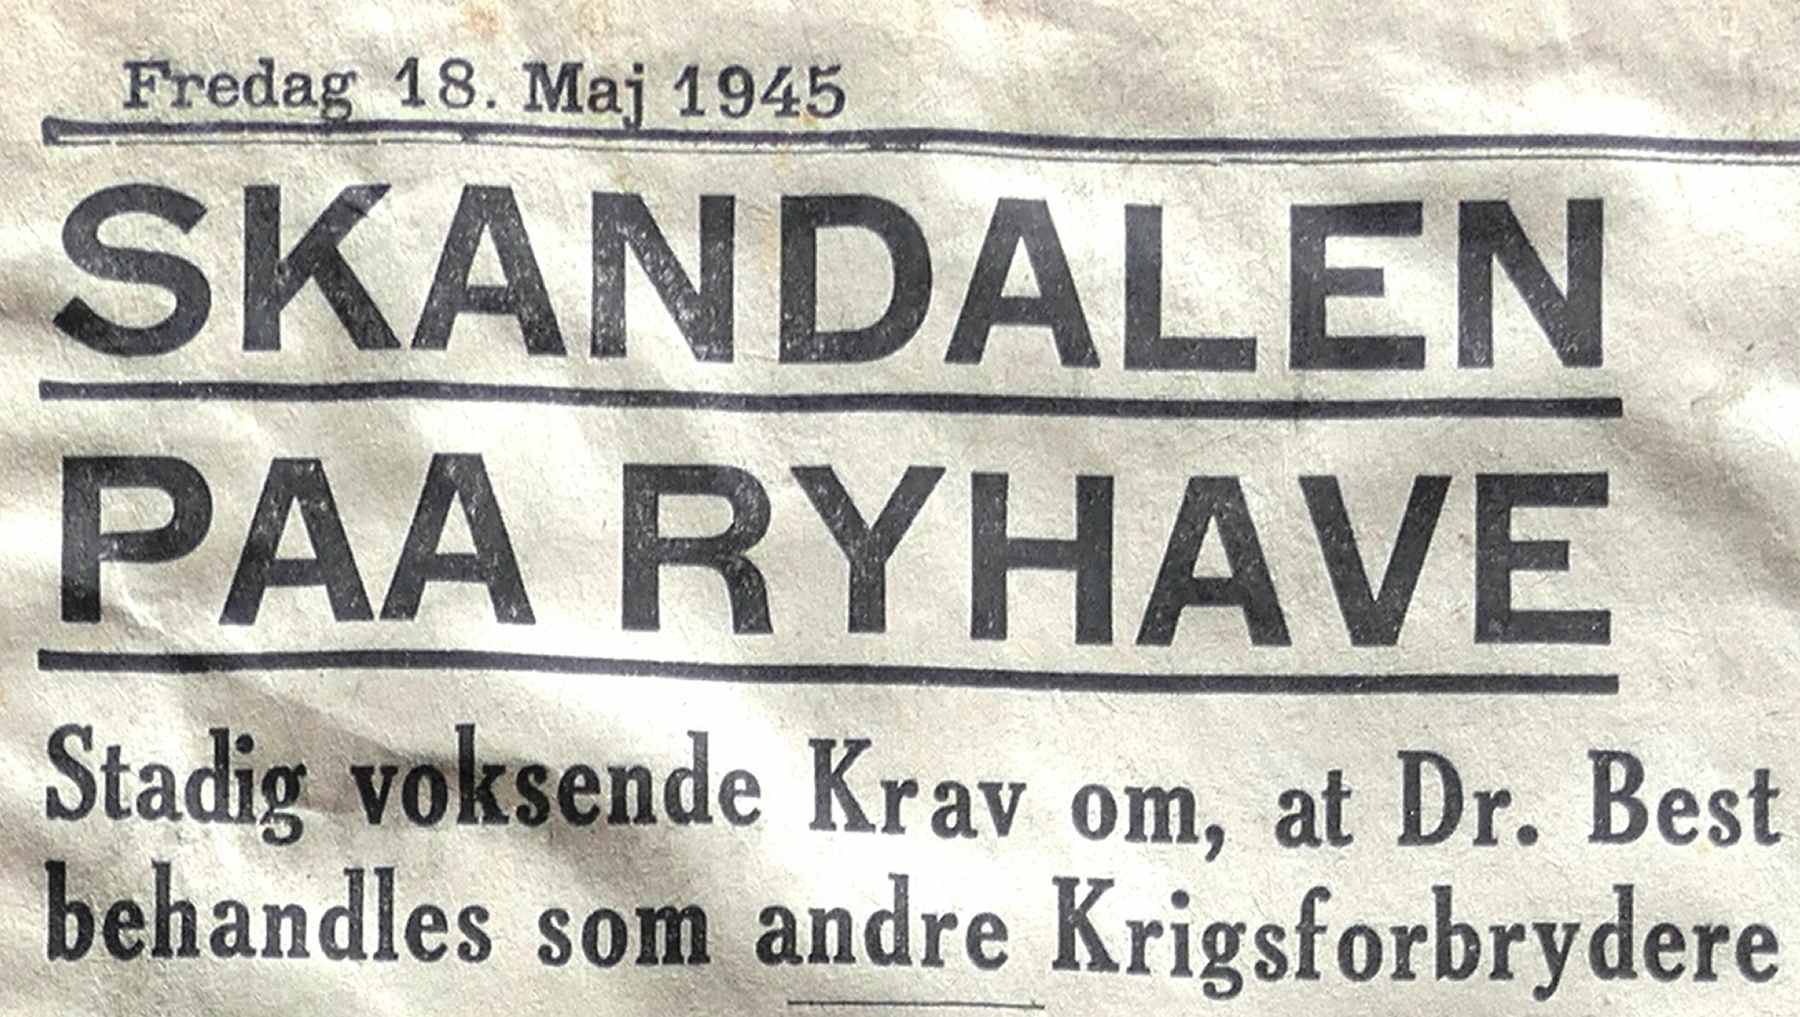 Fredag 18. Maj 1945
SKANDALEN
PAA RYHAVE
Stadig voksende Krav om, at Dr. Best
behandles som andre Krigsforbrydere